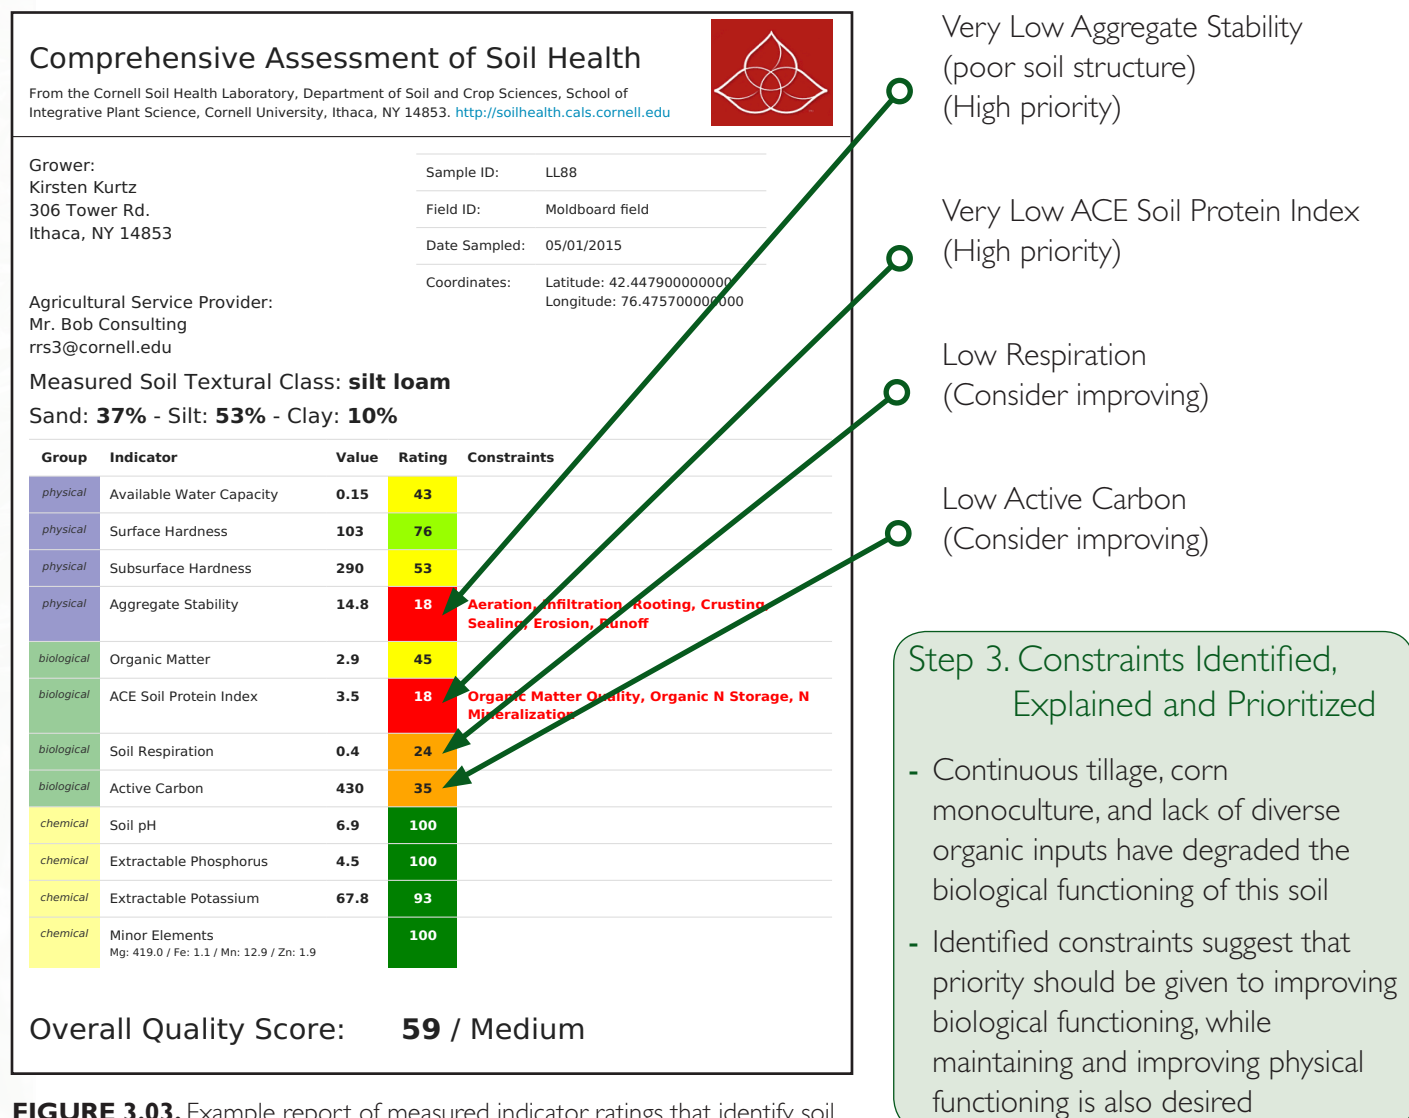 Comprehensive Assessment of Soil Health
From the Cornell Soil Health Laboratory, Department of Soil and Crop Sciences, School of
Integrative Plant Science, Cornell University, Ithaca, NY 14853. http://soilhealth.cals.cornell.edu
Grower:
Kirsten Kurtz
306 Tower Rd.
Ithaca, NY 14853
Agricultural Service Provider:
Mr. Bob Consulting
rrs3@cornell.edu
Sample ID: LL88
Field ID: Moldboard field
Date Sampled: 05/01/2015
Coordinates: Latitude: 42.447900000000
Longitude: 76.475700000000
Measured Soil Textural Class: silt loam
Sand: 37% - Silt: 53% - Clay: 10%
Group Indicator Value Rating Constraints
physical Available Water Capacity 0.15 43
physical Surface Hardness 103 76
physical Subsurface Hardness 290 53
physical Aggregate Stability 14.8 18 Aeration, Infiltration, Rooting, Crusting,
Sealing, Erosion, Runoff
biological Organic Matter 2.9 45
biological ACE Soil Protein Index 3.5 18 Organic Matter Quality, Organic N Storage, N
Mineralization
biological Soil Respiration 0.4 24
biological Active Carbon 430 35
chemical Soil pH 6.9 100
chemical Extractable Phosphorus 4.5 100
chemical Extractable Potassium 67.8 93
chemical Minor Elements 100
Mg: 419.0 / Fe: 1.1 / Mn: 12.9 / Zn: 1.9
Overall Quality Score: 59 / Medium
FIGURE 3.03. Example report of measured indicator ratings that identify soil
Very Low Aggregate Stability
(poor soil structure)
(High priority)
Very Low ACE Soil Protein Index
(High priority)
Low Respiration
(Consider improving)
Low Active Carbon
(Consider improving)
Step 3. Constraints Identified,
Explained and Prioritized
- Continuous tillage, corn
monoculture, and lack of diverse
organic inputs have degraded the
biological functioning of this soil
- Identified constraints suggest that
priority should be given to improving
biological functioning, while
maintaining and improving physical
functioning is also desired